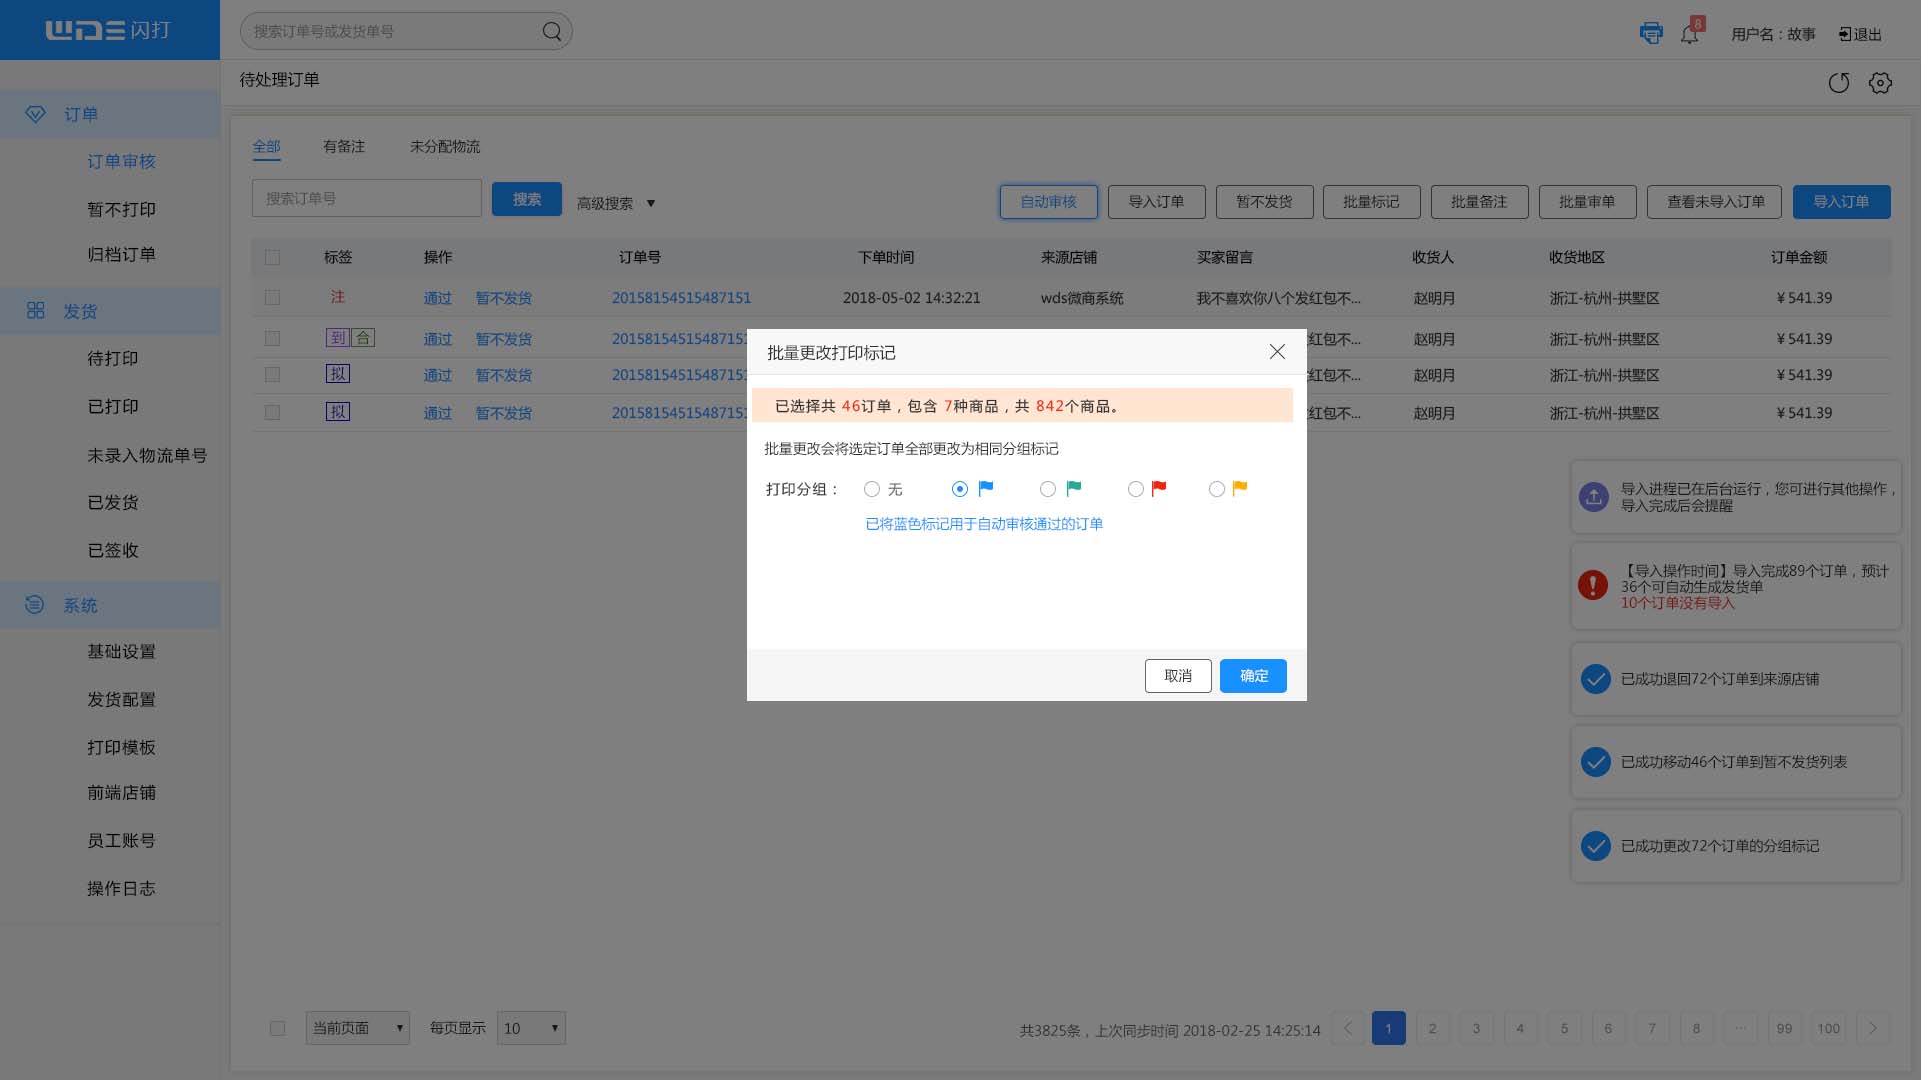 WDS闪打
搜索订单号或发货单号
8
用户名：故事
退出
待处理订单
订单
订单审核
暂不打印
归档订单
发货
待打印
已打印
未录入物流单号
已发货
已签收
系统
基础设置
发货配置
打印模板
前端店铺
员工账号
操作日志
全部 有备注 未分配物流
搜索订单号 搜索 高级搜索 ▼
自动审核 导入订单 暂不发货 批量标记 批量备注 批量审单 查看未导入订单 导入订单
标签 操作 订单号 下单时间 来源店铺 买家留言 收货人 收货地区 订单金额
注 通过 暂不发货 20158154515487151 2018-05-02 14:32:21 wds微商系统 我不喜欢你八个发红包不... 赵明月 浙江-杭州-拱墅区 ¥541.39
到 合 通过 暂不发货 2015815451548715 红包不... 赵明月 浙江-杭州-拱墅区 ¥541.39
拟 通过 暂不发货 2015815451548715 红包不... 赵明月 浙江-杭州-拱墅区 ¥541.39
拟 通过 暂不发货 2015815451548715 红包不... 赵明月 浙江-杭州-拱墅区 ¥541.39
批量更改打印标记
已选择共 46订单，包含 7种商品，共 842个商品。
批量更改会将选定订单全部更改为相同分组标记
打印分组： 无
已将蓝色标记用于自动审核通过的订单
取消 确定
导入进程已在后台运行，您可进行其他操作，
导入完成后会提醒
【导入操作时间】导入完成89个订单，预计
36个可自动生成发货单
10个订单没有导入
已成功退回72个订单到来源店铺
已成功移动46个订单到暂不发货列表
已成功更改72个订单的分组标记
当前页面 ▼ 每页显示 10 ▼
共3825条，上次同步时间 2018-02-25 14:25:14 1 2 3 4 5 6 7 8 ... 99 100